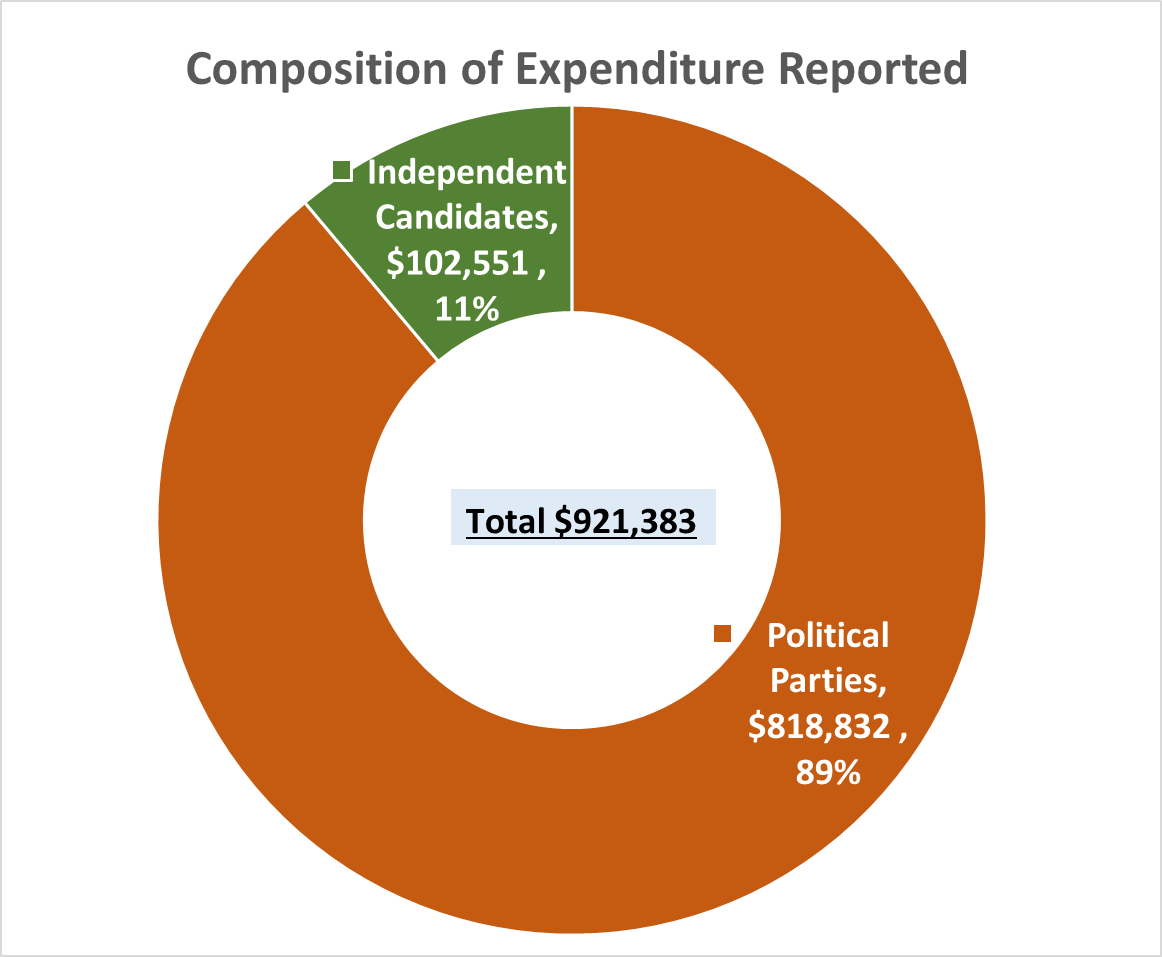 Composition of Expenditure Reported
Independent
Candidates,
$102,551 ,
11%
Total $921,383
Political
Parties,
$818,832 ,
89%